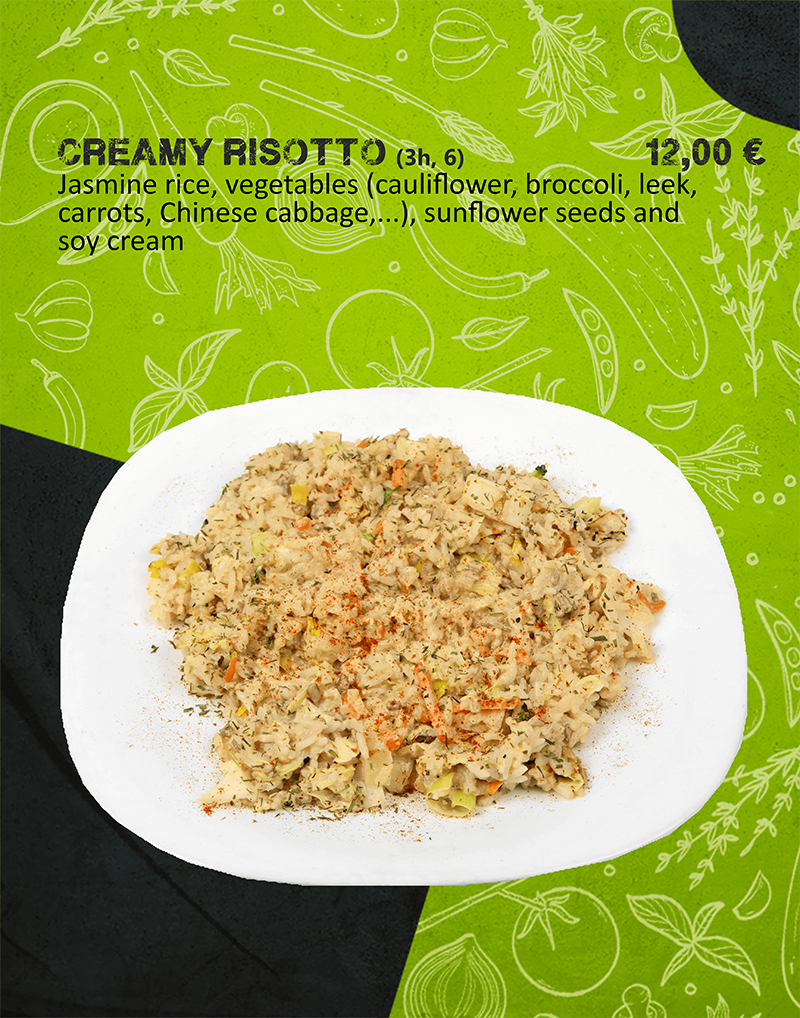 CREAMY RISOTTO (3h, 6) 12,00 €
Jasmine rice, vegetables (cauliflower, broccoli, leek,
carrots, Chinese cabbage,...), sunflower seeds and
soy cream